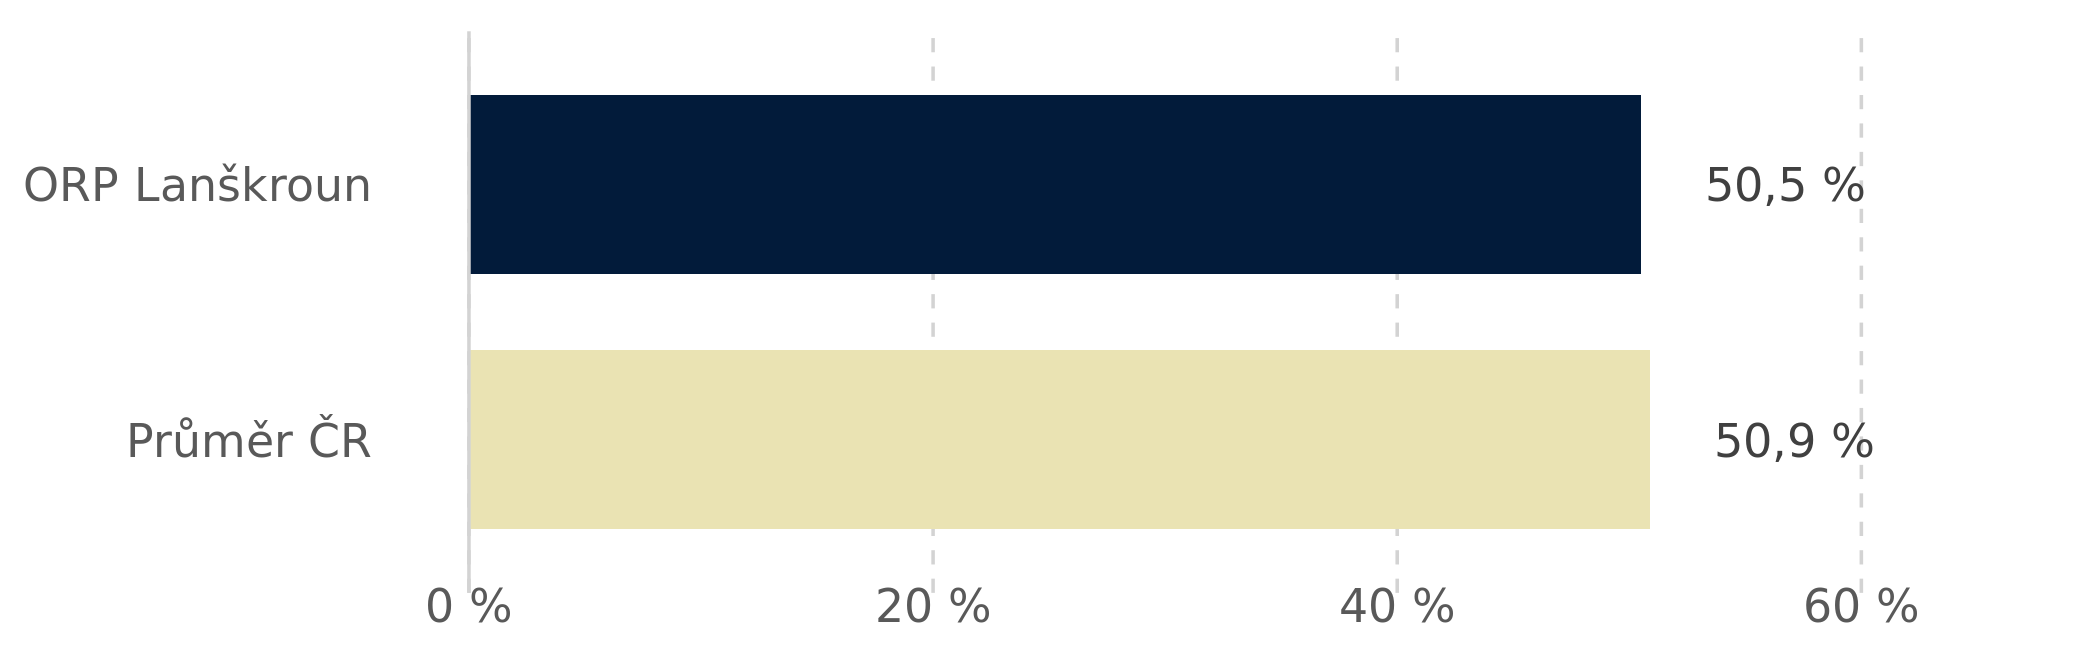 ORP Lanškroun 50,5 %
Průměr ČR 50,9 %
0 % 20 % 40 % 60 %